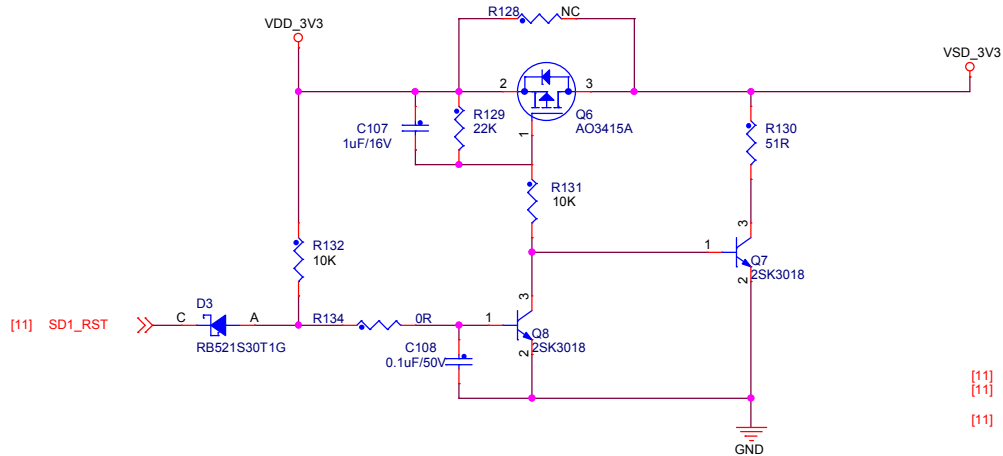 R128 NC
VDD_3V3
VSD_3V3
2 3
R129
22K
Q6
AO3415A
C107
1uF/16V
1
R130
51R
R131
10K
R132
10K
3
1
Q7
2SK3018
2
3
D3
[11] SD1_RST
C A
R134 0R
1
Q8
2SK3018
RB521S30T1G
C108
0.1uF/50V
2
[11]
[11]
[11]
GND